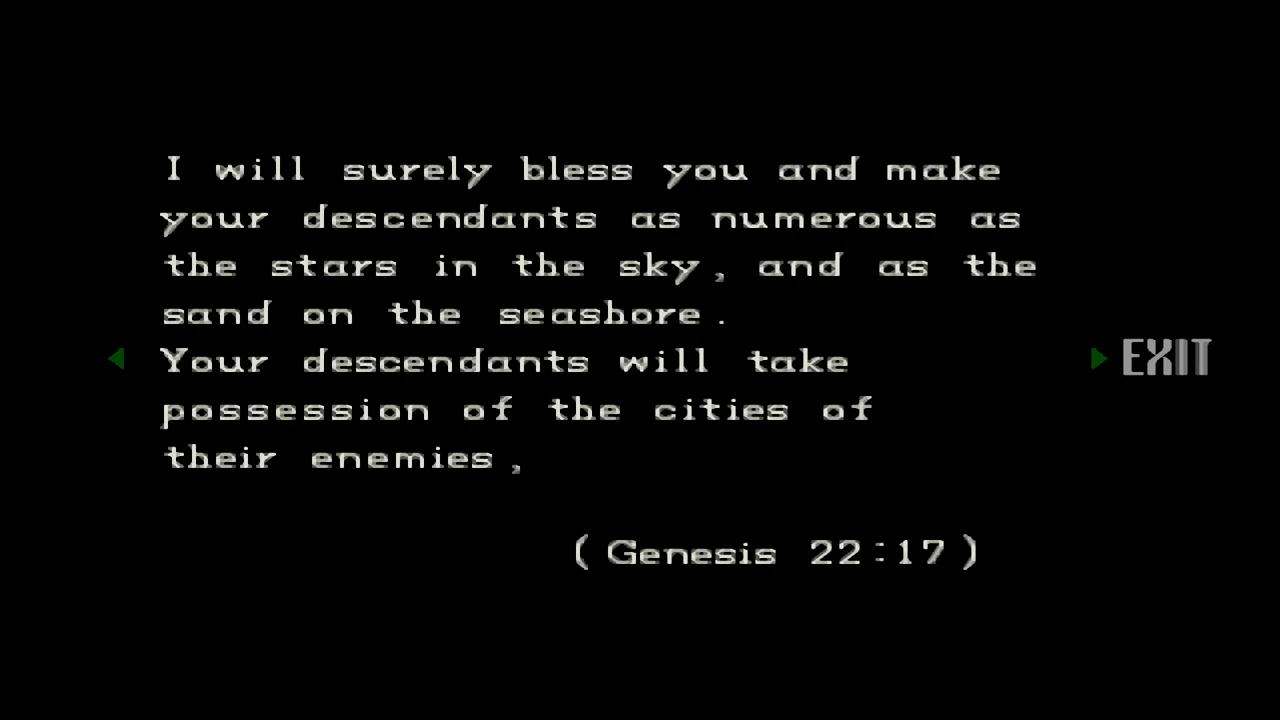 I will surely bless you and make
your descendants as numerous as
the stars in the sky, and as the
sand on the seashore.
Your descendants will take
possession of the cities of
their enemies,
EXIT
(Genesis 22:17)